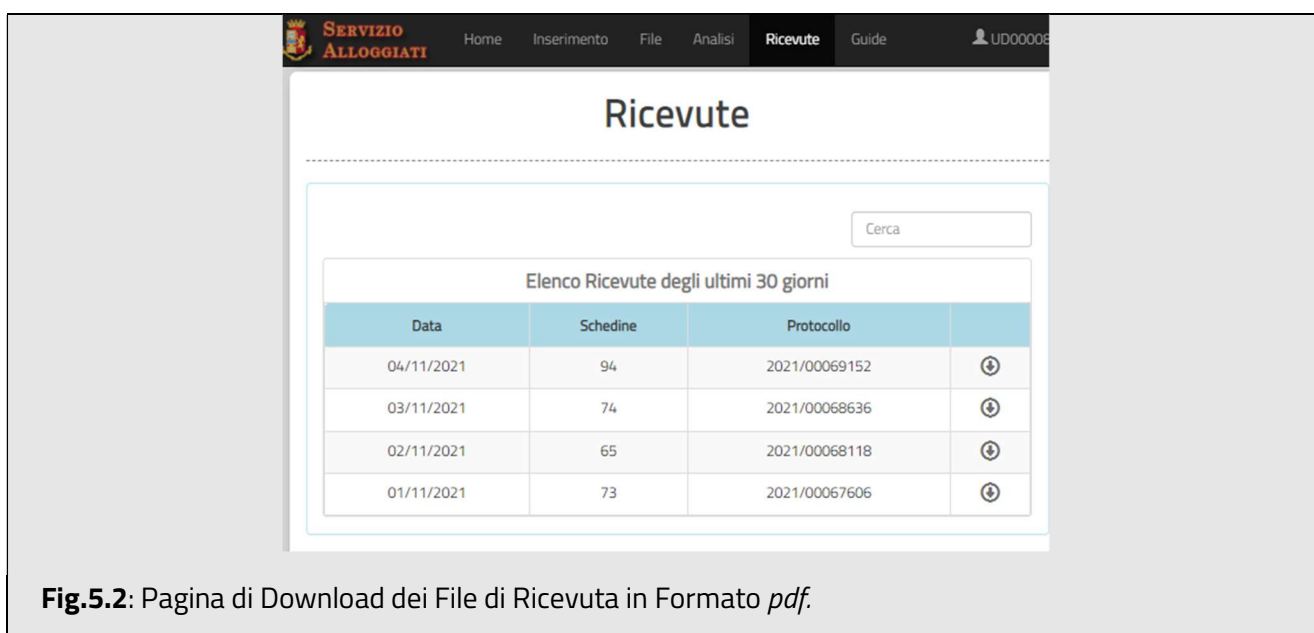 SERVIZIO ALLOGGIATI Home Inserimento File Analisi Ricevute Guide UD00008
Ricevute
Cerca
Elenco Ricevute degli ultimi 30 giorni
Data Schedine Protocollo
04/11/2021 94 2021/00069152
03/11/2021 74 2021/00068636
02/11/2021 65 2021/00068118
01/11/2021 73 2021/00067606
Fig.5.2: Pagina di Download dei File di Ricevuta in Formato pdf.